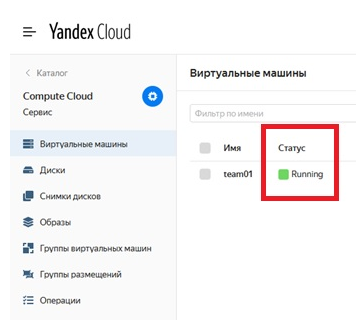 Yandex Cloud
Каталог
Compute Cloud
Сервис
Виртуальные машины
Диски
Снимки дисков
Образы
Группы виртуальных машин
Группы размещений
Операции
Виртуальные машины
Фильтр по имени
Имя Статус
team01 Running